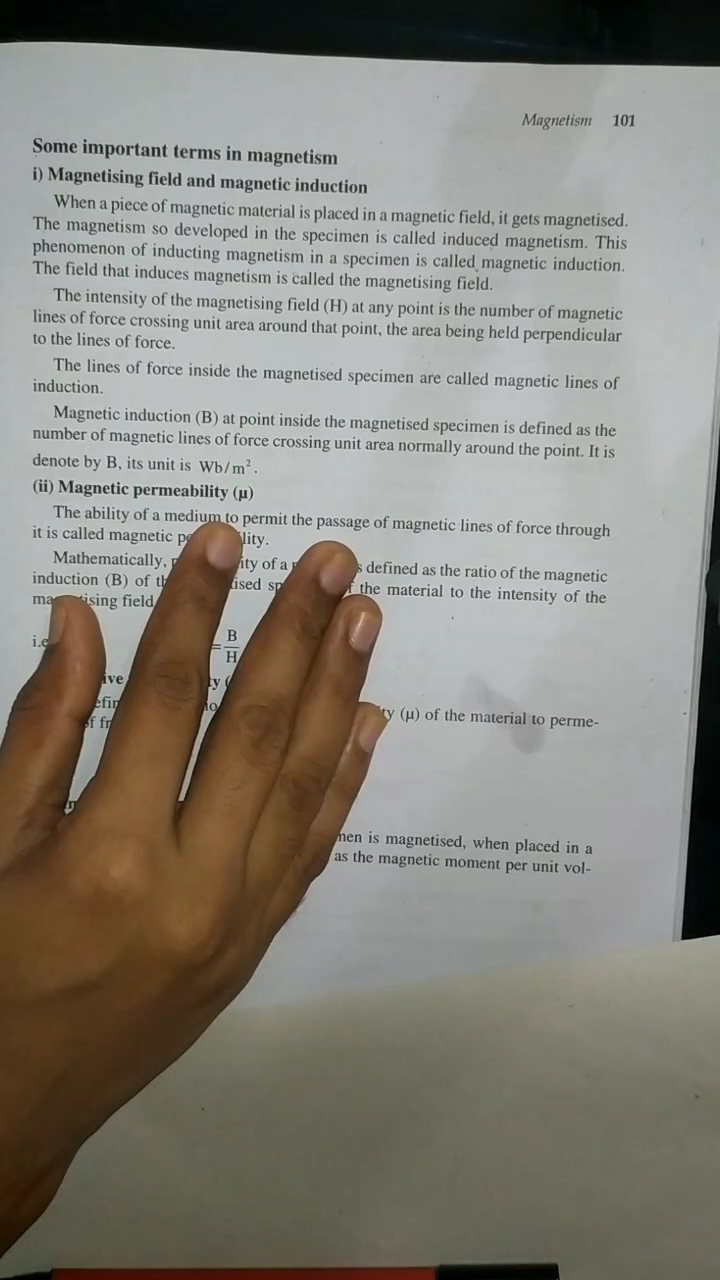 Magnetism 101
Some important terms in magnetism
i) Magnetising field and magnetic induction
When a piece of magnetic material is placed in a magnetic field, it gets magnetised.
The magnetism so developed in the specimen is called induced magnetism. This
phenomenon of inducting magnetism in a specimen is called magnetic induction.
The field that induces magnetism is called the magnetising field.
The intensity of the magnetising field (H) at any point is the number of magnetic
lines of force crossing unit area around that point, the area being held perpendicular
to the lines of force.
The lines of force inside the magnetised specimen are called magnetic lines of
induction.
Magnetic induction (B) at point inside the magnetised specimen is defined as the
number of magnetic lines of force crossing unit area normally around the point. It is
denote by B, its unit is Wb/m².
(ii) Magnetic permeability (μ)
The ability of a medium to permit the passage of magnetic lines of force through
it is called magnetic
Mathematically, of a defined as the ratio of the magnetic
induction (B) of the material to the intensity of the
field
= B
H
(μ) of the material to perme-
is magnetised, when placed in a
as the magnetic moment per unit vol-